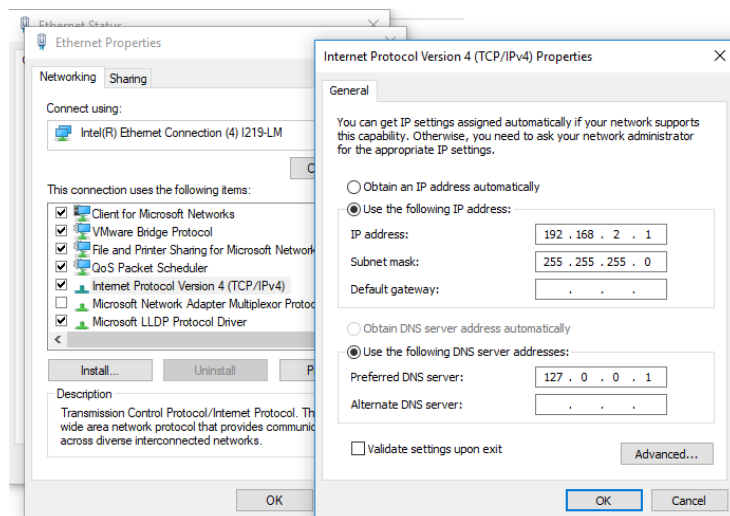 Ethernet Status
Ethernet Properties
Networking
Sharing
Connect using:
Intel(R) Ethernet Connection (4) I219-LM
This connection uses the following items:
Client for Microsoft Networks
VMware Bridge Protocol
File and Printer Sharing for Microsoft Network
QoS Packet Scheduler
Internet Protocol Version 4 (TCP/IPv4)
Microsoft Network Adapter Multiplexor Protoc
Microsoft LLDP Protocol Driver
Install...
Uninstall
Description
Transmission Control Protocol/Internet Protocol. Th
wide area network protocol that provides communic
across diverse interconnected networks.
OK
Internet Protocol Version 4 (TCP/IPv4) Properties
General
You can get IP settings assigned automatically if your network supports
this capability. Otherwise, you need to ask your network administrator
for the appropriate IP settings.
Obtain an IP address automatically
Use the following IP address:
IP address: 192 . 168 . 2 . 1
Subnet mask: 255 . 255 . 255 . 0
Default gateway: . . .
Obtain DNS server address automatically
Use the following DNS server addresses:
Preferred DNS server: 127 . 0 . 0 . 1
Alternate DNS server: . . .
Validate settings upon exit
Advanced...
OK
Cancel